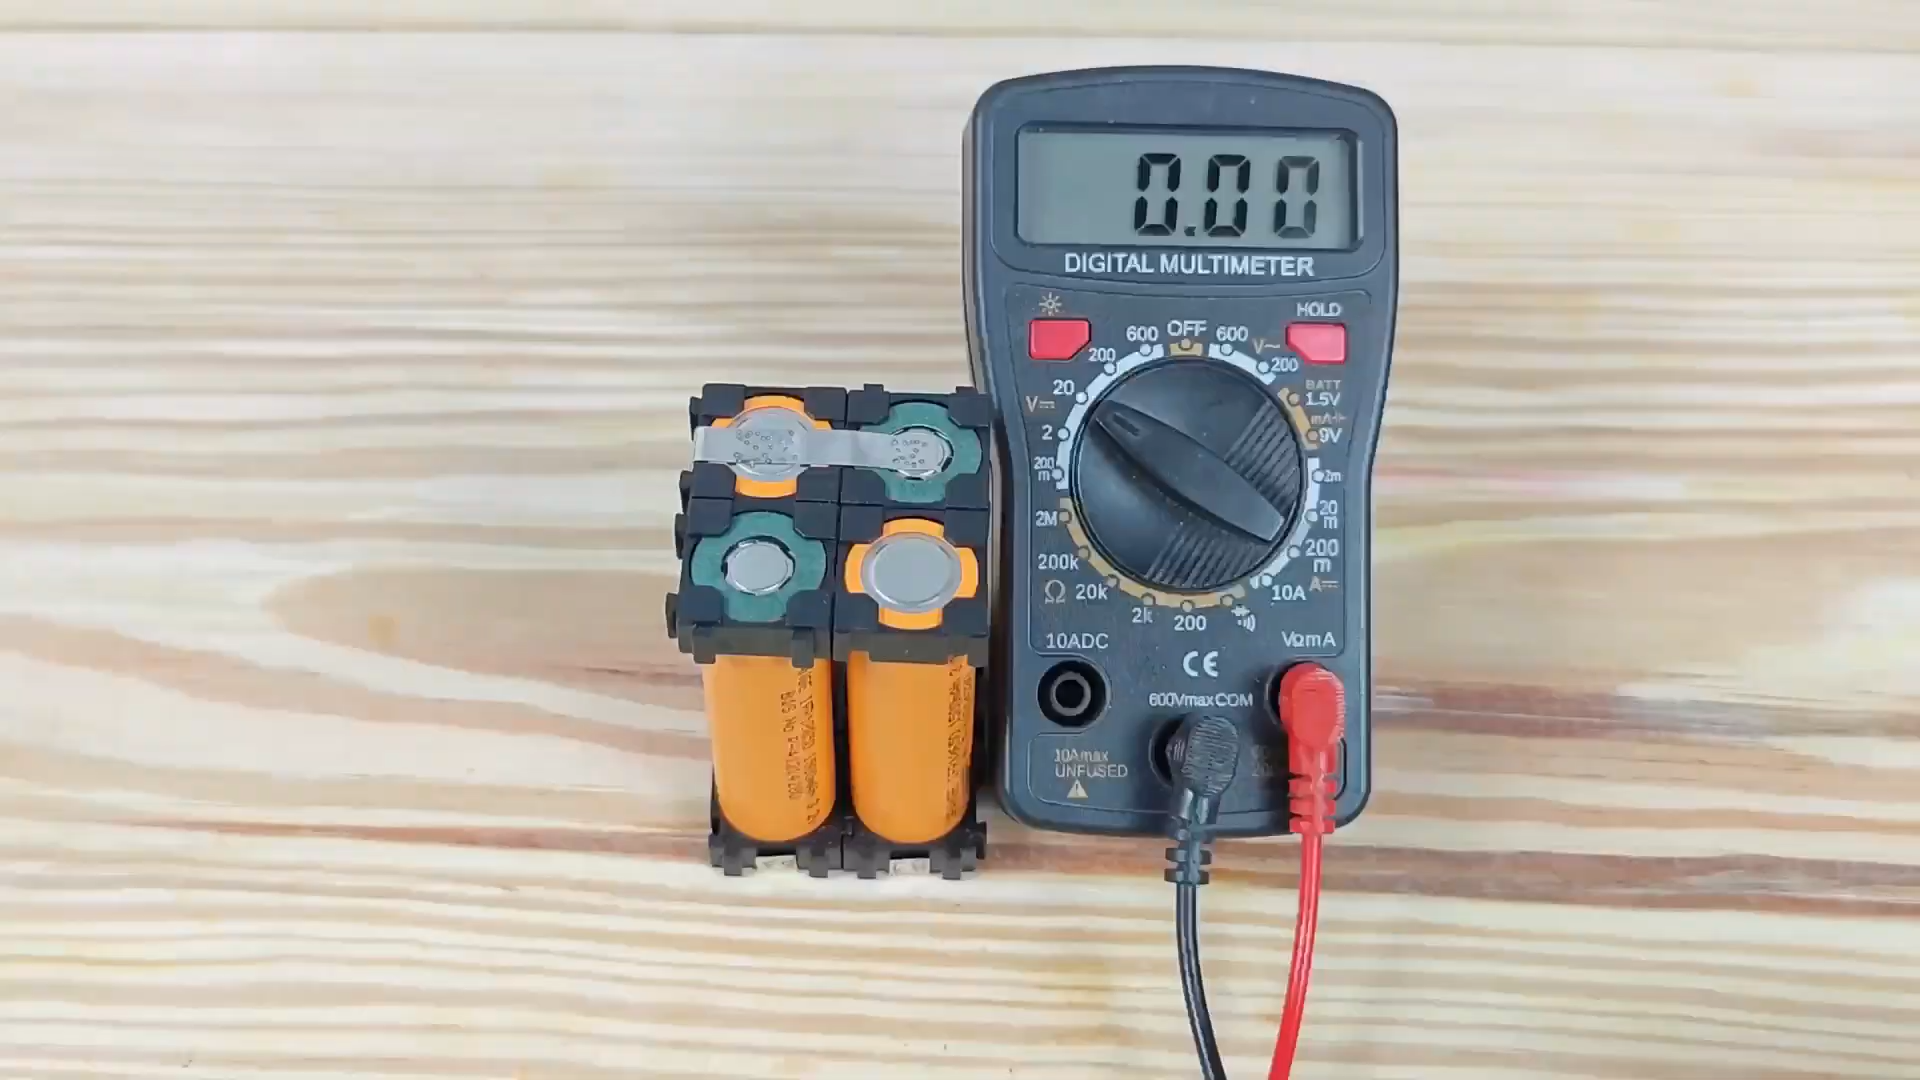 0.00
DIGITAL MULTIMETER
HOLD
600 OFF 600
V~
200
200
20
BATT
1.5V
V⎓
2
9V
200
m
2m
2M
20
m
200k
200
m
Ω
20k
10A
A⎓
2k
200
10ADC
VΩmA
CE
600Vmax COM
10Amax
UNFUSED